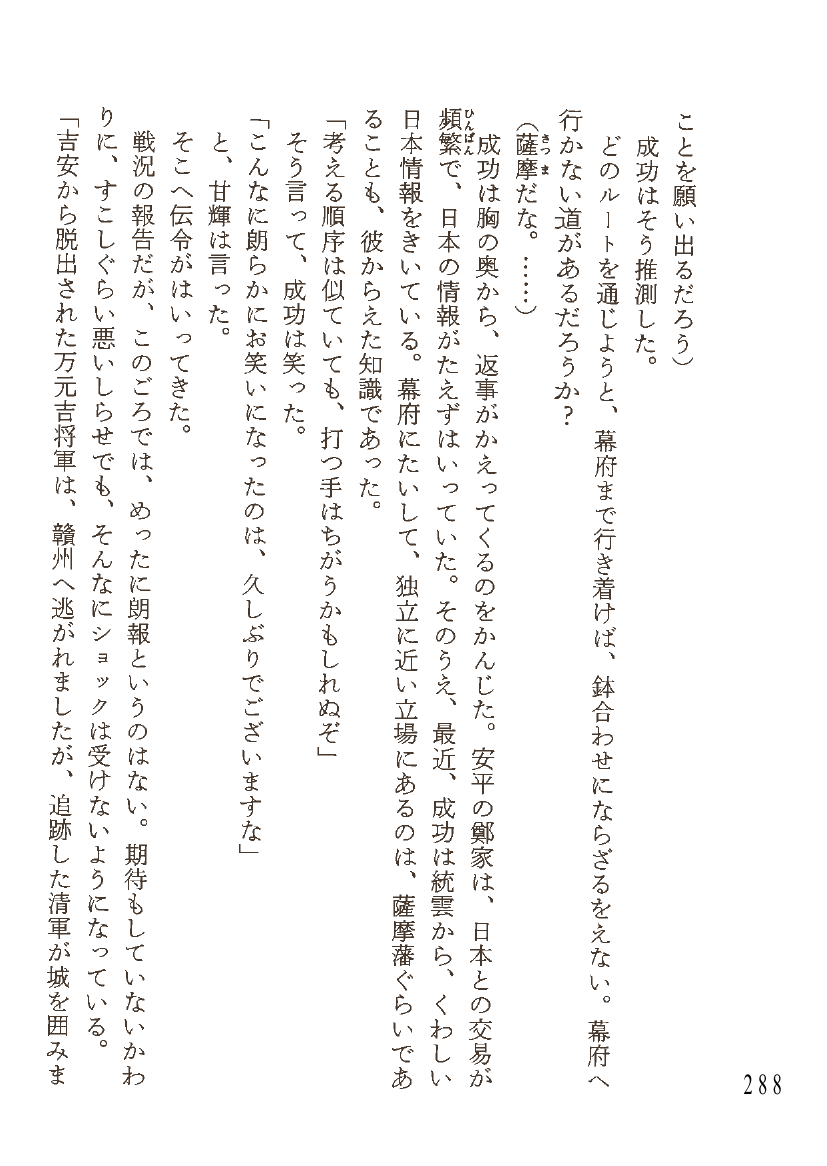 ことを願い出るだろう)
成功はそう推測した。
どのルートを通じようと、幕府まで行き着けば、鉢合わせにならざるをえない。幕府へ
行かない道があるだろうか?
(薩摩だな。……)
さつま
成功は胸の奥から、返事がかえってくるのをかんじた。安平の鄭家は、日本との交易が
頻繁で、日本の情報がたえずはいっていた。そのうえ、最近、成功は統雲から、くわしい
ひんぱん
日本情報をきいている。幕府にたいして、独立に近い立場にあるのは、薩摩藩ぐらいであ
ることも、彼からえた知識であった。
「考える順序は似ていても、打つ手はちがうかもしれぬぞ」
そう言って、成功は笑った。
「こんなに朗らかにお笑いになったのは、久しぶりでございますな」
と、甘輝は言った。
そこへ伝令がはいってきた。
戦況の報告だが、このごろでは、めったに朗報というのはない。期待もしていないかわ
りに、すこしぐらい悪いしらせでも、そんなにショックは受けないようになっている。
「吉安から脱出された万元吉将軍は、贛州へ逃がれましたが、追跡した清軍が城を囲みま
288